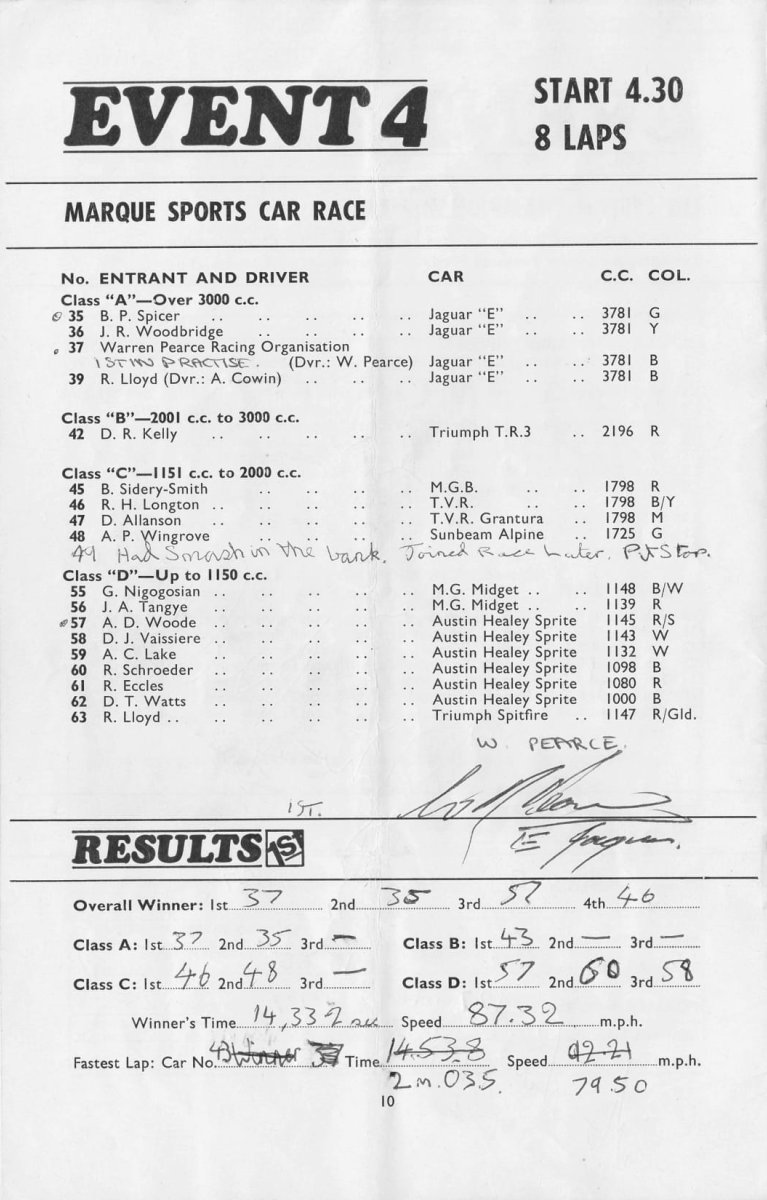 EVENT 4
START 4.30
8 LAPS
MARQUE SPORTS CAR RACE
No. ENTRANT AND DRIVER CAR C.C. COL.
Class "A"—Over 3000 c.c.
35 B. P. Spicer .. .. .. .. .. Jaguar "E" .. .. 3781 G
36 J. R. Woodbridge .. .. .. .. Jaguar "E" .. .. 3781 Y
37 Warren Pearce Racing Organisation
1ST IN PRACTISE. (Dvr.: W. Pearce) Jaguar "E" .. .. 3781 B
39 R. Lloyd (Dvr.: A. Cowin) .. .. .. Jaguar "E" .. .. 3781 B
Class "B"—2001 c.c. to 3000 c.c.
42 D. R. Kelly .. .. .. .. .. Triumph T.R.3 .. 2196 R
Class "C"—1151 c.c. to 2000 c.c.
45 B. Sidery-Smith .. .. .. .. M.G.B. .. .. 1798 R
46 R. H. Longton .. .. .. .. .. T.V.R. .. .. 1798 B/Y
47 D. Allanson .. .. .. .. .. T.V.R. Grantura .. 1798 M
48 A. P. Wingrove .. .. .. .. Sunbeam Alpine .. 1725 G
49 Had Smash in the bank. Joined Race Later. Pit Stop.
Class "D"—Up to 1150 c.c.
55 G. Nigogosian .. .. .. .. .. M.G. Midget .. .. 1148 B/W
56 J. A. Tangye .. .. .. .. .. M.G. Midget .. .. 1139 R
57 A. D. Woode .. .. .. .. .. Austin Healey Sprite 1145 R/S
58 D. J. Vaissiere .. .. .. .. .. Austin Healey Sprite 1143 W
59 A. C. Lake .. .. .. .. .. Austin Healey Sprite 1132 W
60 R. Schroeder .. .. .. .. .. Austin Healey Sprite 1098 B
61 R. Eccles .. .. .. .. .. Austin Healey Sprite 1080 R
62 D. T. Watts .. .. .. .. .. Austin Healey Sprite 1000 B
63 R. Lloyd .. .. .. .. .. .. Triumph Spitfire .. 1147 R/Gld.
W. PEARCE.
1ST.
E Jaguar.
RESULTS 1ST
Overall Winner: 1st 37 2nd 35 3rd 57 4th 46
Class A: 1st 37 2nd 35 3rd — Class B: 1st 43 2nd — 3rd —
Class C: 1st 46 2nd 48 3rd — Class D: 1st 57 2nd 60 3rd 58
Winner's Time 14,33 2 sec Speed 87.32 m.p.h.
Fastest Lap: Car No. Winner 37 Time 14.53.8 Speed 92.21 m.p.h.
2 m. 03.5. 79.50
10